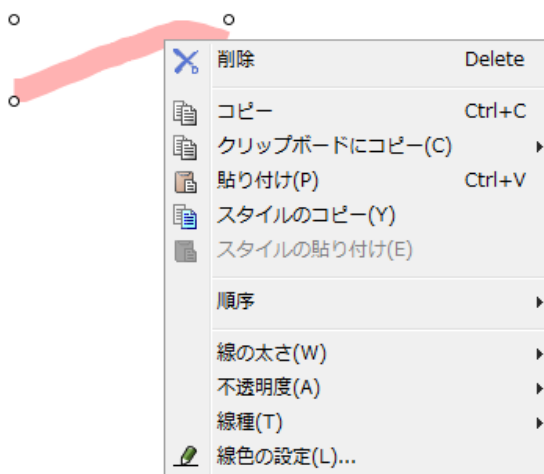 削除 Delete
コピー Ctrl+C
クリップボードにコピー(C)
貼り付け(P) Ctrl+V
スタイルのコピー(Y)
スタイルの貼り付け(E)
順序
線の太さ(W)
不透明度(A)
線種(T)
線色の設定(L)...